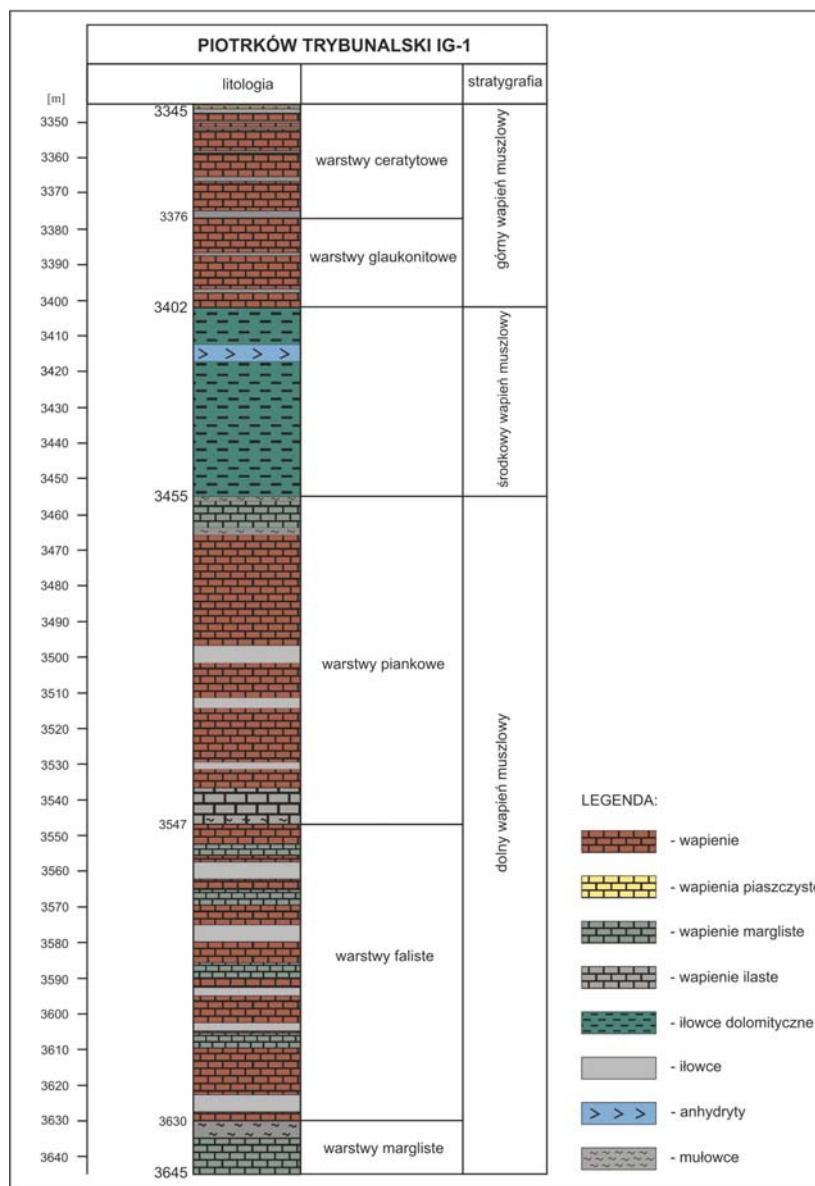 PIOTRKÓW TRYBUNALSKI IG-1
litologia
stratygrafia
[m]
3345
3350
3360
3370
3376
3380
3390
3400
3402
3410
3420
3430
3440
3450
3455
3460
3470
3480
3490
3500
3510
3520
3530
3540
3547
3550
3560
3570
3580
3590
3600
3610
3620
3630
3630
3640
3645
warstwy ceratytowe
warstwy glaukonitowe
warstwy piankowe
warstwy faliste
warstwy margliste
górny wapień muszlowy
środkowy wapień muszlowy
dolny wapień muszlowy
LEGENDA:
- wapienie
- wapienia piaszczyste
- wapienie margliste
- wapienie ilaste
- iłowce dolomityczne
- iłowce
- anhydryty
- mułowce